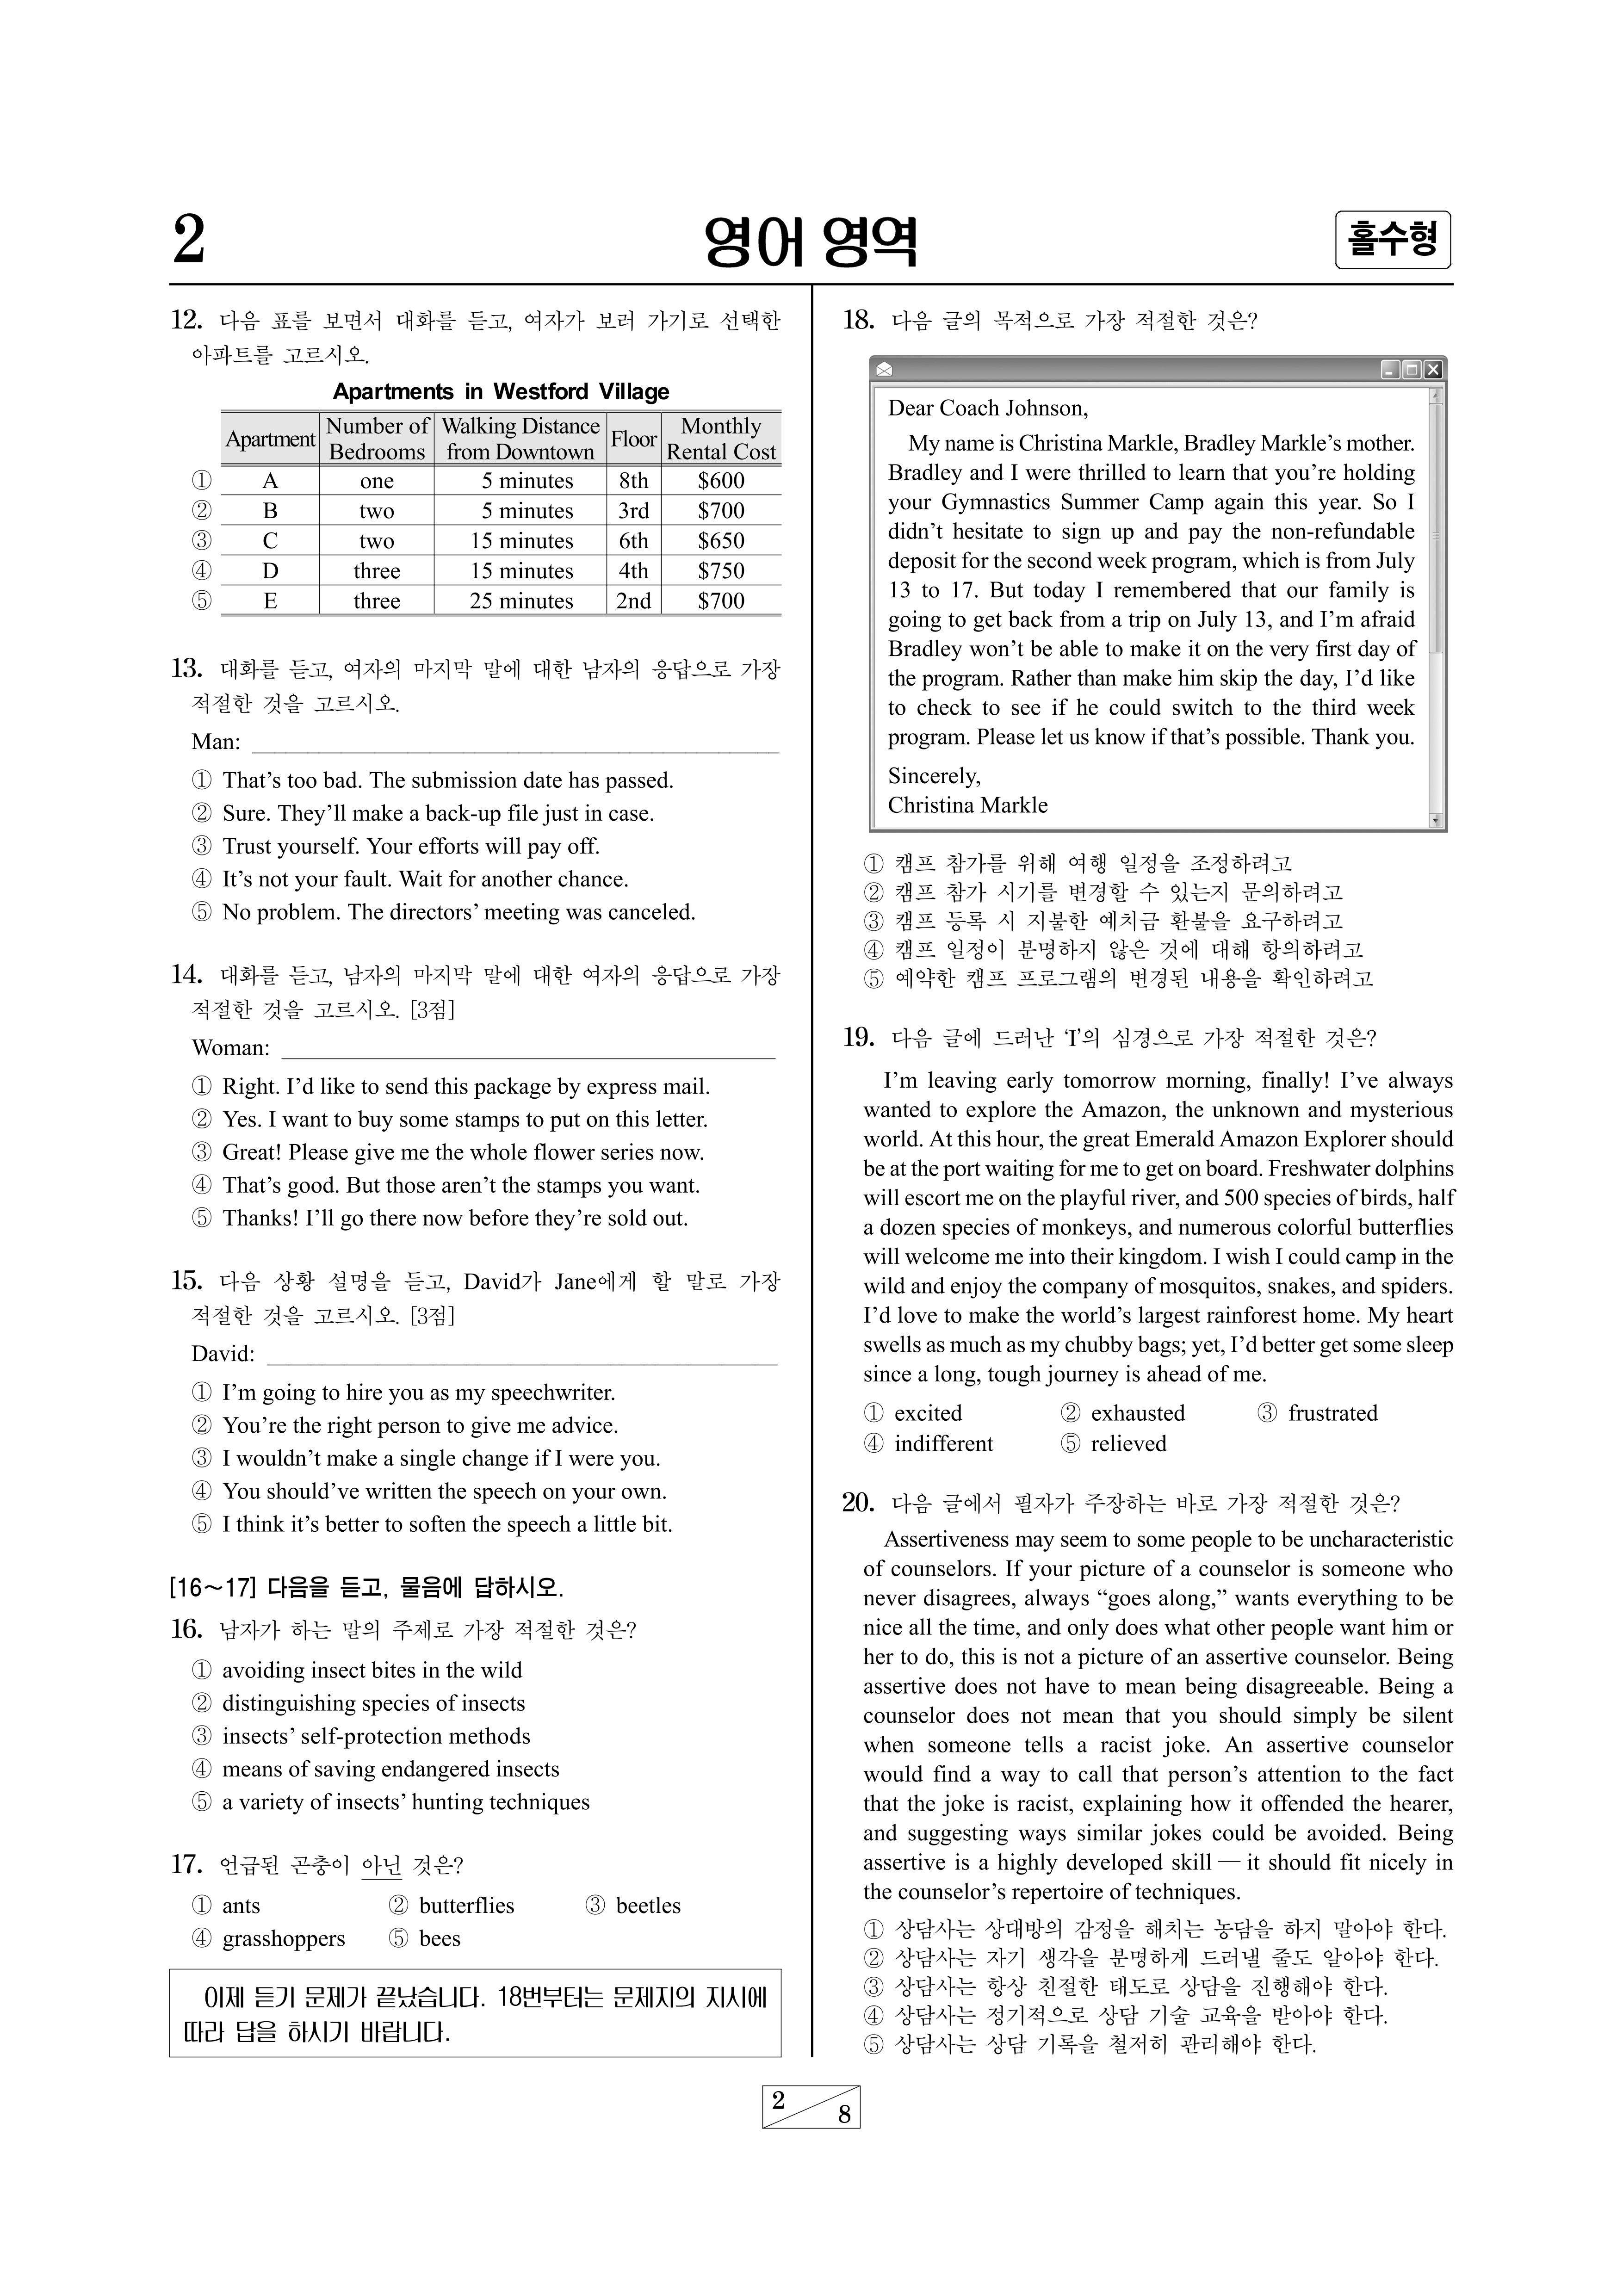 2
영어 영역
홀수형
12. 다음 표를 보면서 대화를 듣고, 여자가 보러 가기로 선택한
아파트를 고르시오.
Apartments in Westford Village
Apartment Number of Bedrooms Walking Distance from Downtown Floor Monthly Rental Cost
① A one 5 minutes 8th $600
② B two 5 minutes 3rd $700
③ C two 15 minutes 6th $650
④ D three 15 minutes 4th $750
⑤ E three 25 minutes 2nd $700
13. 대화를 듣고, 여자의 마지막 말에 대한 남자의 응답으로 가장
적절한 것을 고르시오.
Man:
① That's too bad. The submission date has passed.
② Sure. They'll make a back-up file just in case.
③ Trust yourself. Your efforts will pay off.
④ It's not your fault. Wait for another chance.
⑤ No problem. The directors' meeting was canceled.
14. 대화를 듣고, 남자의 마지막 말에 대한 여자의 응답으로 가장
적절한 것을 고르시오. [3점]
Woman:
① Right. I'd like to send this package by express mail.
② Yes. I want to buy some stamps to put on this letter.
③ Great! Please give me the whole flower series now.
④ That's good. But those aren't the stamps you want.
⑤ Thanks! I'll go there now before they're sold out.
15. 다음 상황 설명을 듣고, David가 Jane에게 할 말로 가장
적절한 것을 고르시오. [3점]
David:
① I'm going to hire you as my speechwriter.
② You're the right person to give me advice.
③ I wouldn't make a single change if I were you.
④ You should've written the speech on your own.
⑤ I think it's better to soften the speech a little bit.
[16~17] 다음을 듣고, 물음에 답하시오.
16. 남자가 하는 말의 주제로 가장 적절한 것은?
① avoiding insect bites in the wild
② distinguishing species of insects
③ insects' self-protection methods
④ means of saving endangered insects
⑤ a variety of insects' hunting techniques
17. 언급된 곤충이 아닌 것은?
① ants ② butterflies ③ beetles
④ grasshoppers ⑤ bees
이제 듣기 문제가 끝났습니다. 18번부터는 문제지의 지시에
따라 답을 하시기 바랍니다.
18. 다음 글의 목적으로 가장 적절한 것은?
Dear Coach Johnson,
My name is Christina Markle, Bradley Markle's mother.
Bradley and I were thrilled to learn that you're holding
your Gymnastics Summer Camp again this year. So I
didn't hesitate to sign up and pay the non-refundable
deposit for the second week program, which is from July
13 to 17. But today I remembered that our family is
going to get back from a trip on July 13, and I'm afraid
Bradley won't be able to make it on the very first day of
the program. Rather than make him skip the day, I'd like
to check to see if he could switch to the third week
program. Please let us know if that's possible. Thank you.
Sincerely,
Christina Markle
① 캠프 참가를 위해 여행 일정을 조정하려고
② 캠프 참가 시기를 변경할 수 있는지 문의하려고
③ 캠프 등록 시 지불한 예치금 환불을 요구하려고
④ 캠프 일정이 분명하지 않은 것에 대해 항의하려고
⑤ 예약한 캠프 프로그램의 변경된 내용을 확인하려고
19. 다음 글에 드러난 'I'의 심경으로 가장 적절한 것은?
I'm leaving early tomorrow morning, finally! I've always
wanted to explore the Amazon, the unknown and mysterious
world. At this hour, the great Emerald Amazon Explorer should
be at the port waiting for me to get on board. Freshwater dolphins
will escort me on the playful river, and 500 species of birds, half
a dozen species of monkeys, and numerous colorful butterflies
will welcome me into their kingdom. I wish I could camp in the
wild and enjoy the company of mosquitos, snakes, and spiders.
I'd love to make the world's largest rainforest home. My heart
swells as much as my chubby bags; yet, I'd better get some sleep
since a long, tough journey is ahead of me.
① excited ② exhausted ③ frustrated
④ indifferent ⑤ relieved
20. 다음 글에서 필자가 주장하는 바로 가장 적절한 것은?
Assertiveness may seem to some people to be uncharacteristic
of counselors. If your picture of a counselor is someone who
never disagrees, always “goes along,” wants everything to be
nice all the time, and only does what other people want him or
her to do, this is not a picture of an assertive counselor. Being
assertive does not have to mean being disagreeable. Being a
counselor does not mean that you should simply be silent
when someone tells a racist joke. An assertive counselor
would find a way to call that person's attention to the fact
that the joke is racist, explaining how it offended the hearer,
and suggesting ways similar jokes could be avoided. Being
assertive is a highly developed skill — it should fit nicely in
the counselor's repertoire of techniques.
① 상담사는 상대방의 감정을 해치는 농담을 하지 말아야 한다.
② 상담사는 자기 생각을 분명하게 드러낼 줄도 알아야 한다.
③ 상담사는 항상 친절한 태도로 상담을 진행해야 한다.
④ 상담사는 정기적으로 상담 기술 교육을 받아야 한다.
⑤ 상담사는 상담 기록을 철저히 관리해야 한다.
2
8